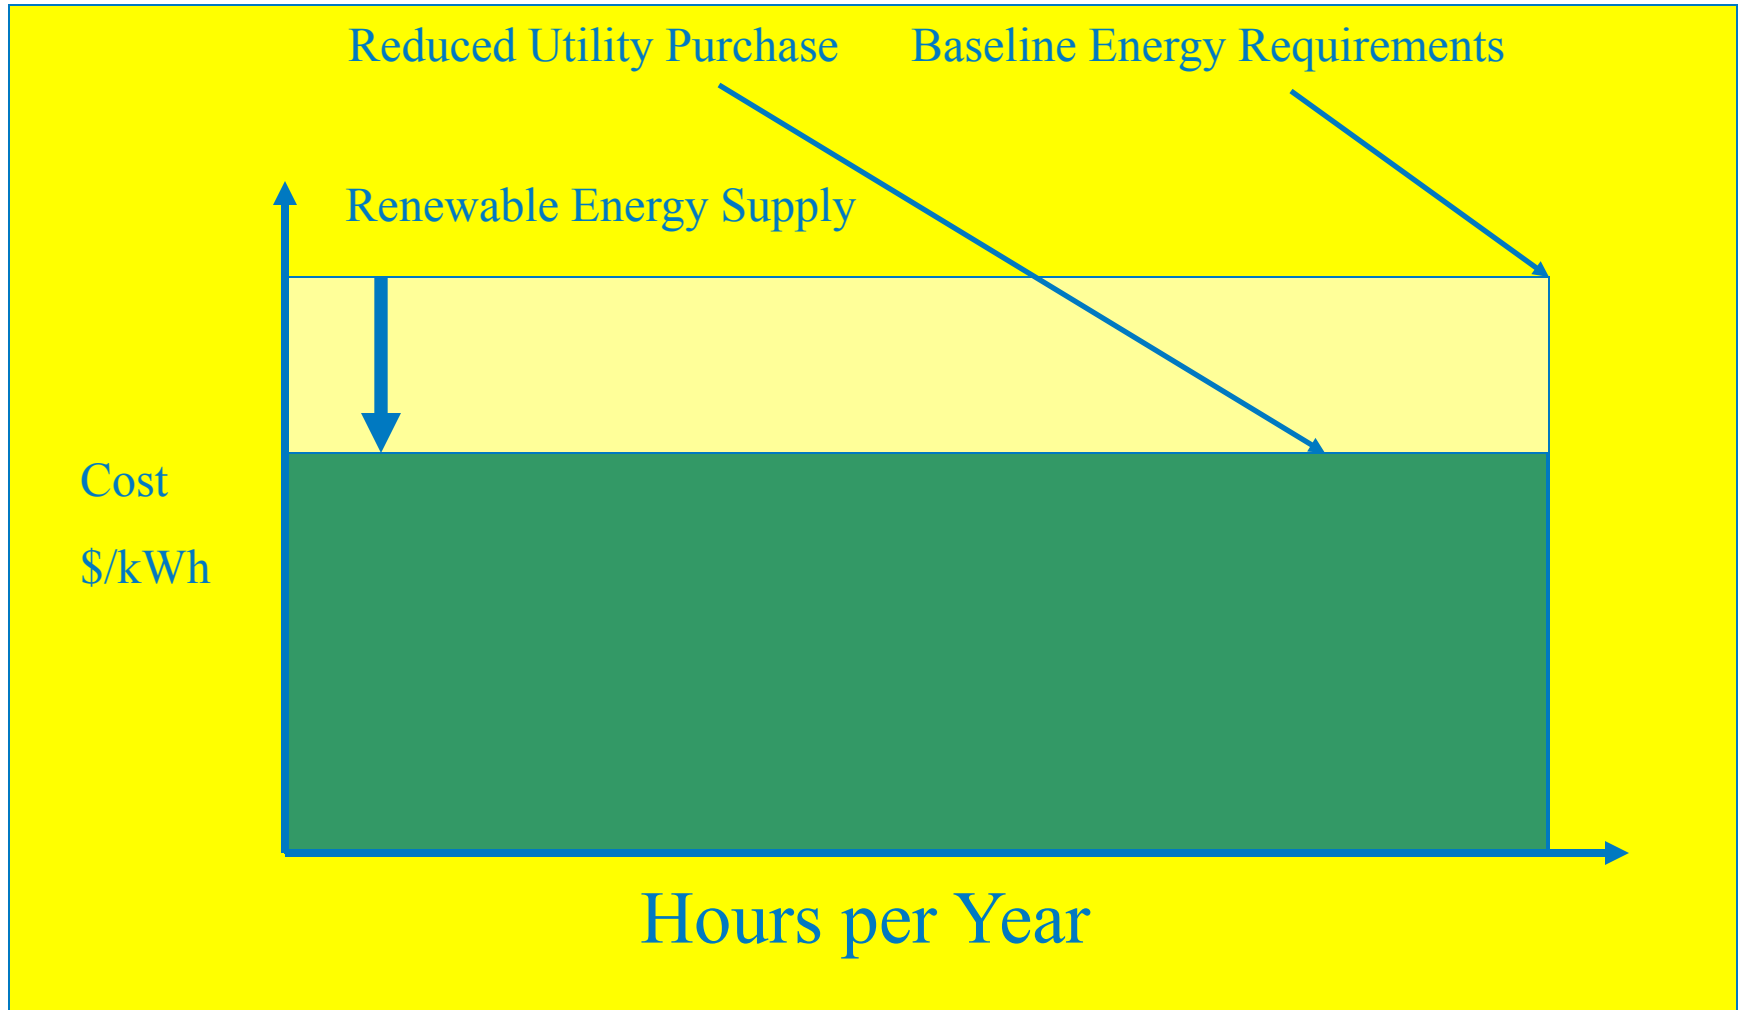 Reduced Utility Purchase
Baseline Energy Requirements
Renewable Energy Supply
Cost
$/kWh
Hours per Year